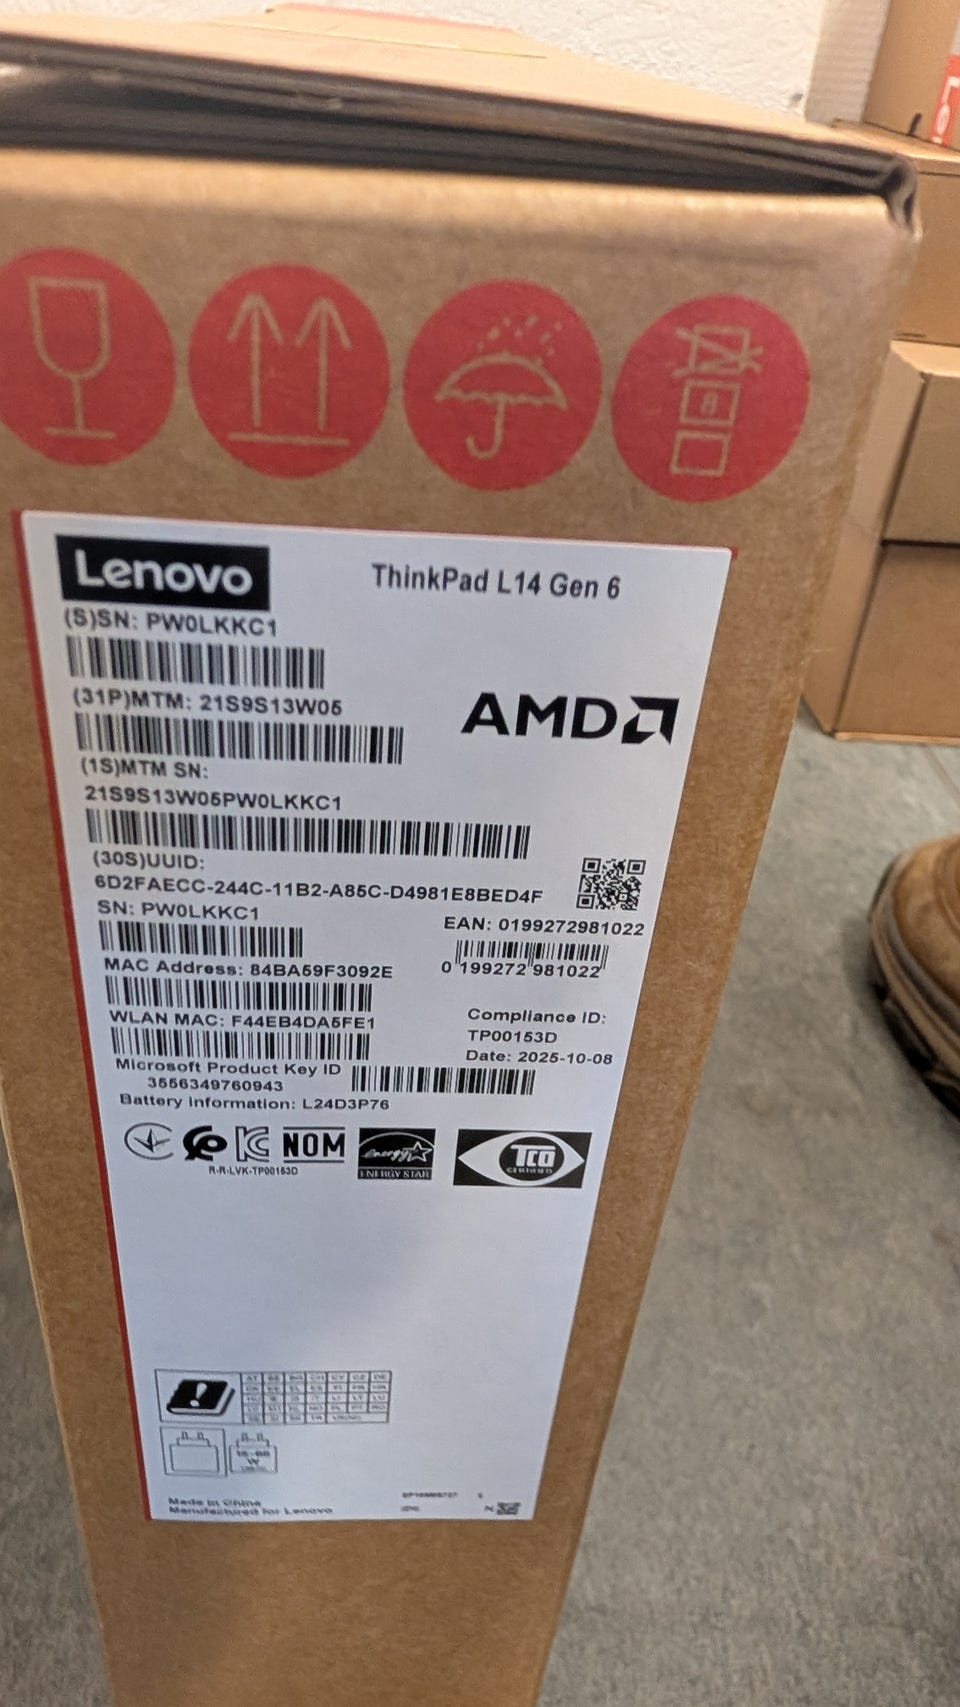 Lenovo
ThinkPad L14 Gen 6
(S)SN: PW0LKKC1
(31P)MTM: 21S9S13W05
AMD
(1S)MTM SN:
21S9S13W05PW0LKKC1
(30S)UUID:
6D2FAECC-244C-11B2-A85C-D4981E8BED4F
SN: PW0LKKC1
EAN: 0199272981022
0 199272 981022
MAC Address: 84BA59F3092E
WLAN MAC: F44EB4DA5FE1
Compliance ID:
TP00153D
Date: 2025-10-08
Microsoft Product Key ID
3556349760943
Battery information: L24D3P76
NOM
R-R-LVK-TP00153D
energy
ENERGY STAR
TCO
Made in China
Manufactured for Lenovo
8